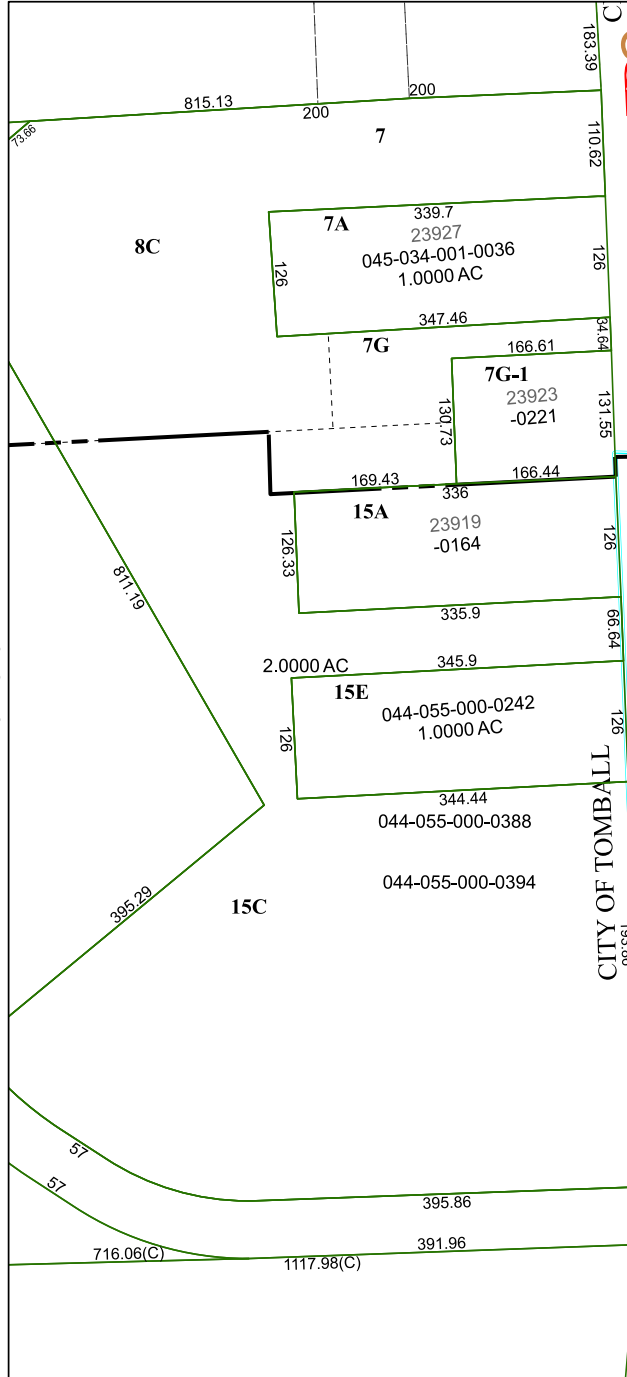 C
183.39
815.13
200
200
73.66
7
110.62
8C
7A
339.7
23927
045-034-001-0036
1.0000 AC
126
126
347.46
34.64
7G
166.61
7G-1
23923
-0221
130.73
131.55
169.43
166.44
336
15A
23919
-0164
126.33
126
335.9
66.64
811.19
2.0000 AC
345.9
15E
044-055-000-0242
1.0000 AC
126
126
344.44
044-055-000-0388
CITY OF TOMBALL
044-055-000-0394
395.29
15C
57
57
395.86
391.96
716.06(C)
1117.98(C)